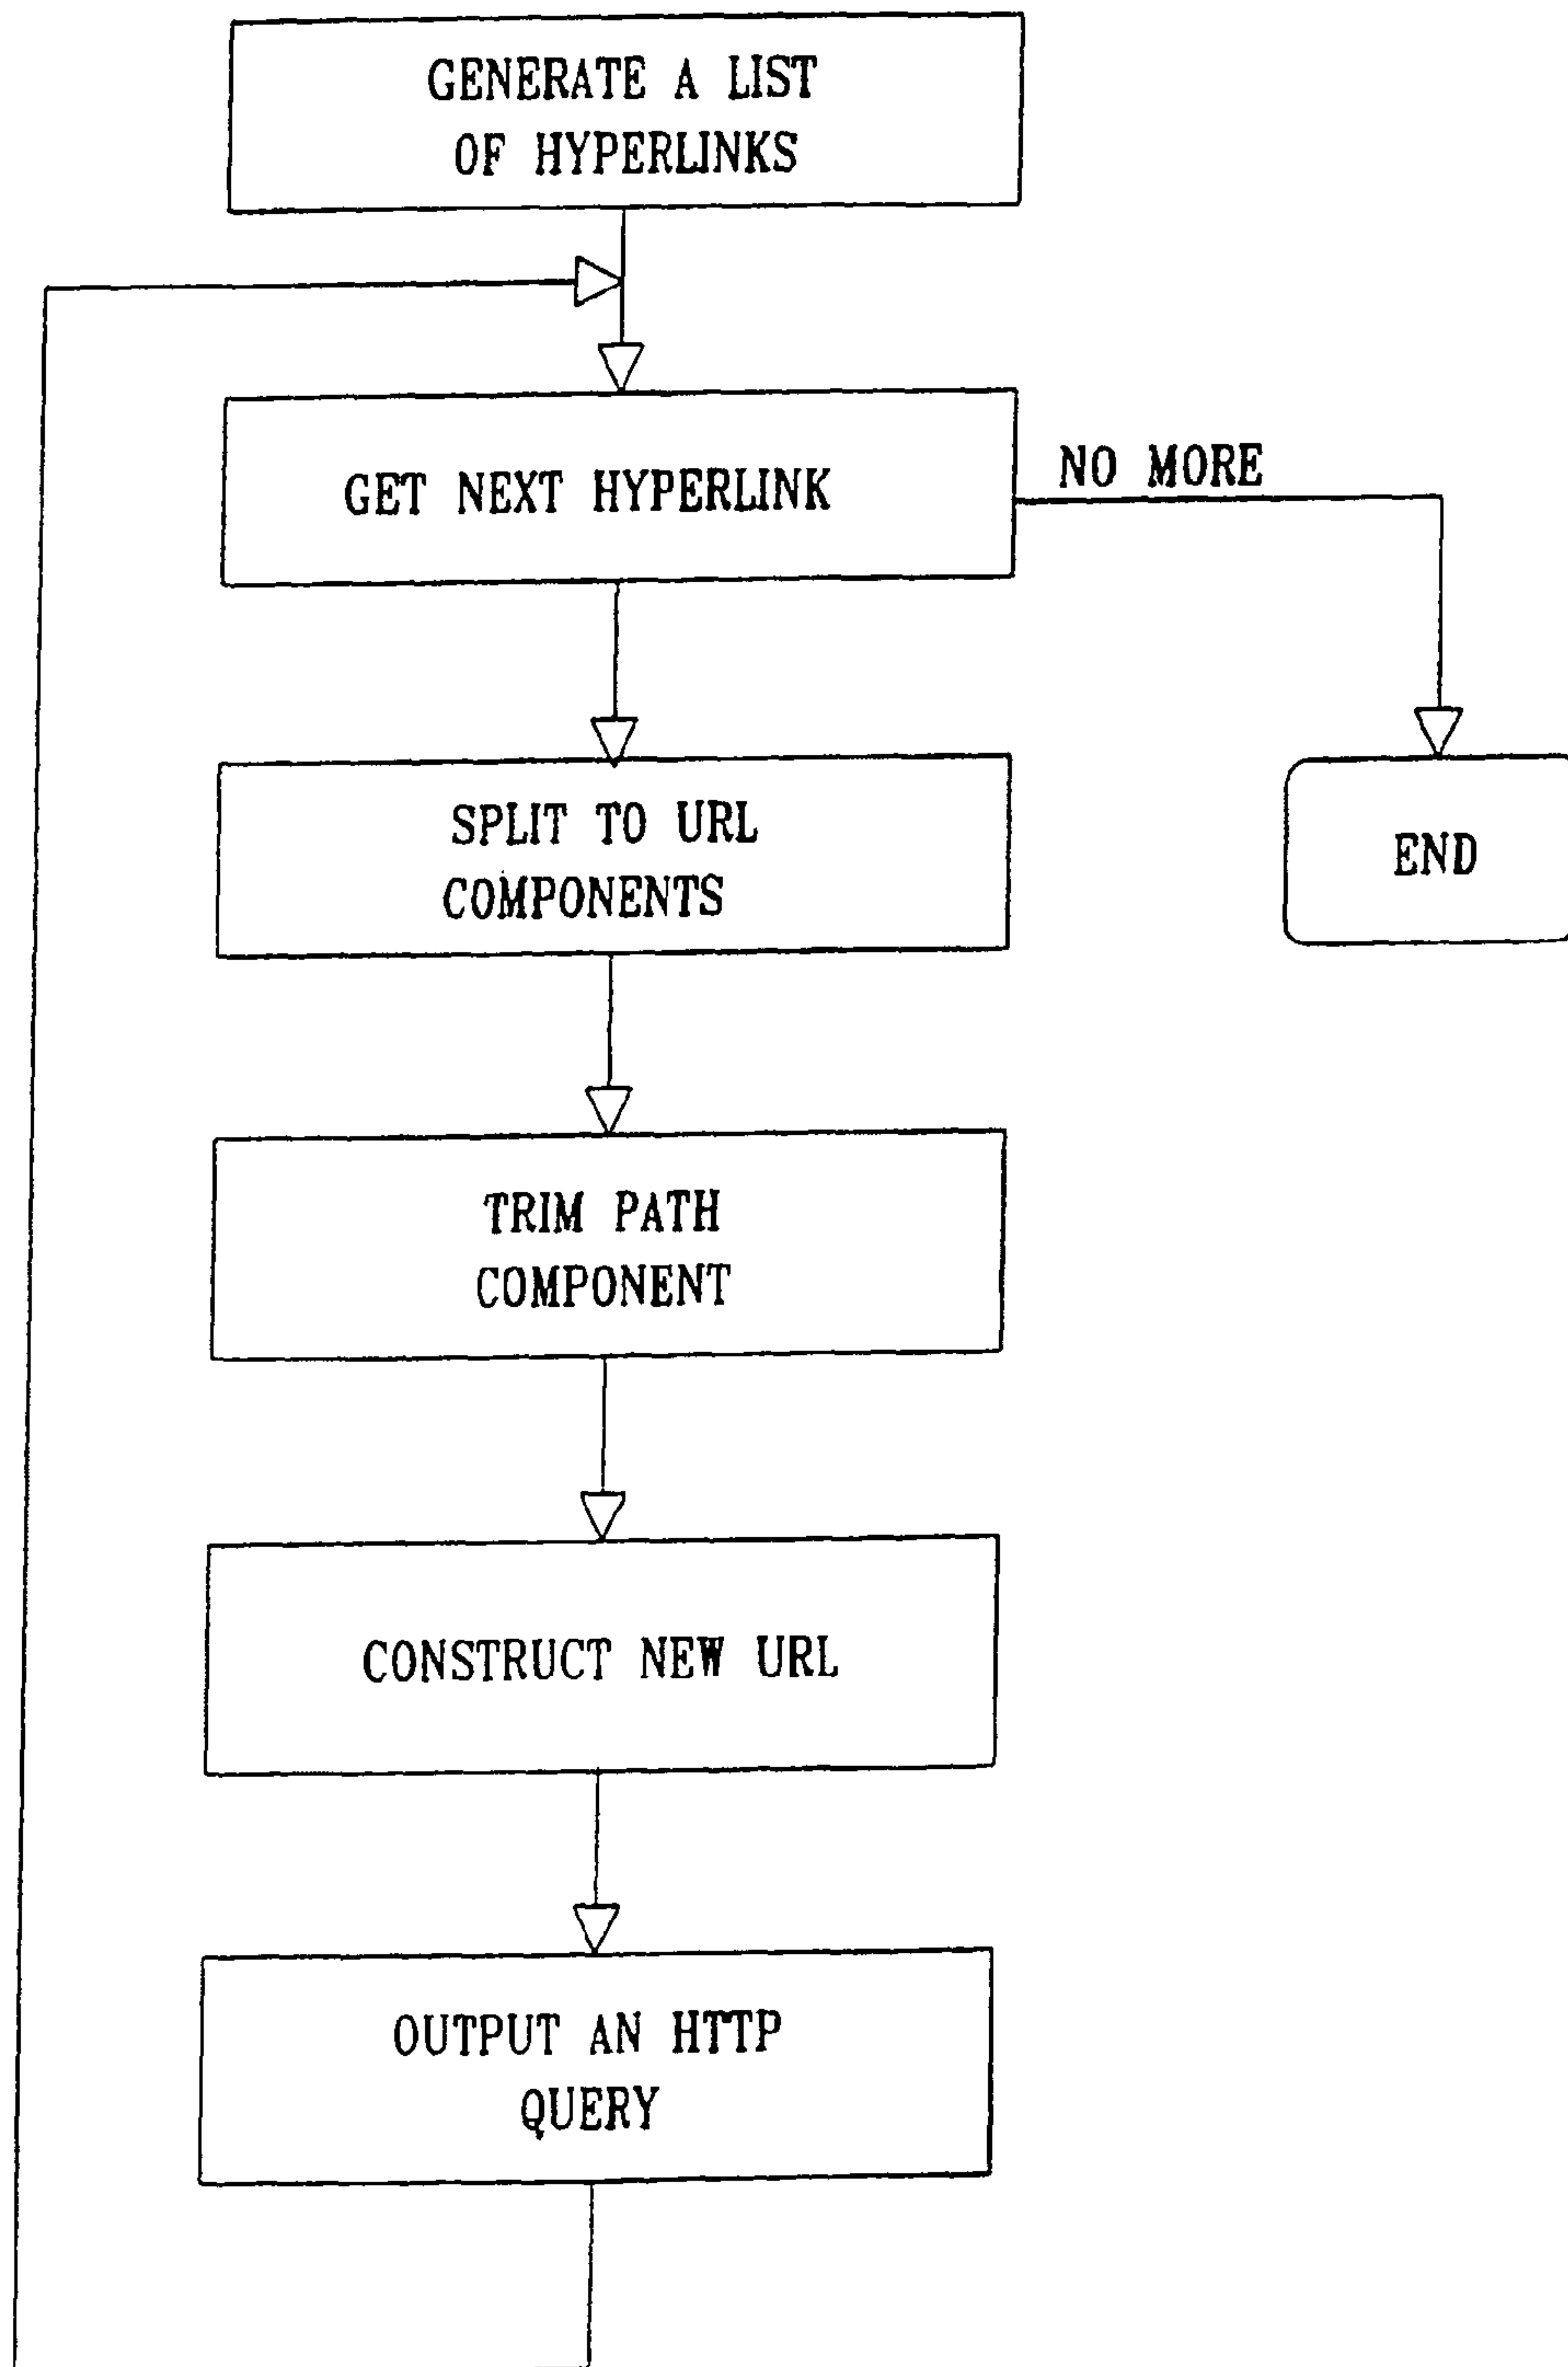 GENERATE A LIST
OF HYPERLINKS
GET NEXT HYPERLINK
NO MORE
SPLIT TO URL
COMPONENTS
END
TRIM PATH
COMPONENT
CONSTRUCT NEW URL
OUTPUT AN HTTP
QUERY